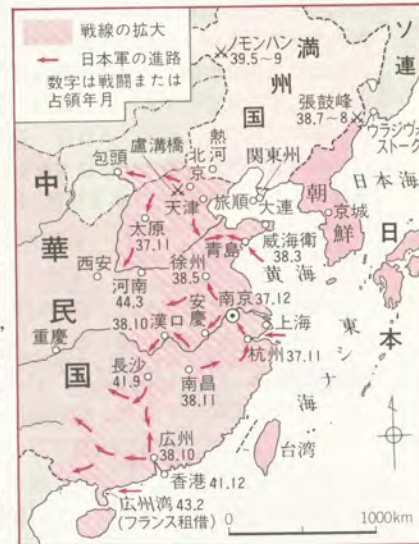 戦線の拡大
日本軍の進路
数字は戦闘または
占領年月
ノモンハン
39.5~9
満州国
ソ連
張鼓峰
38.7~8
ウラジヴォ
ストーク
盧溝橋
熱河
包頭
北京
関東州
天津
旅順
大連
朝鮮
京城
日本海
日本
中華民国
太原
37.11
青島
威海衛
38.3
西安
河南
44.3
徐州
38.5
黄海
重慶
38.10
漢口
安慶
南京 37.12
上海
杭州 37.11
東シナ海
長沙
41.9
南昌
38.11
広州
38.10
香港 41.12
台湾
広州湾 43.2
(フランス租借)
0
1000km